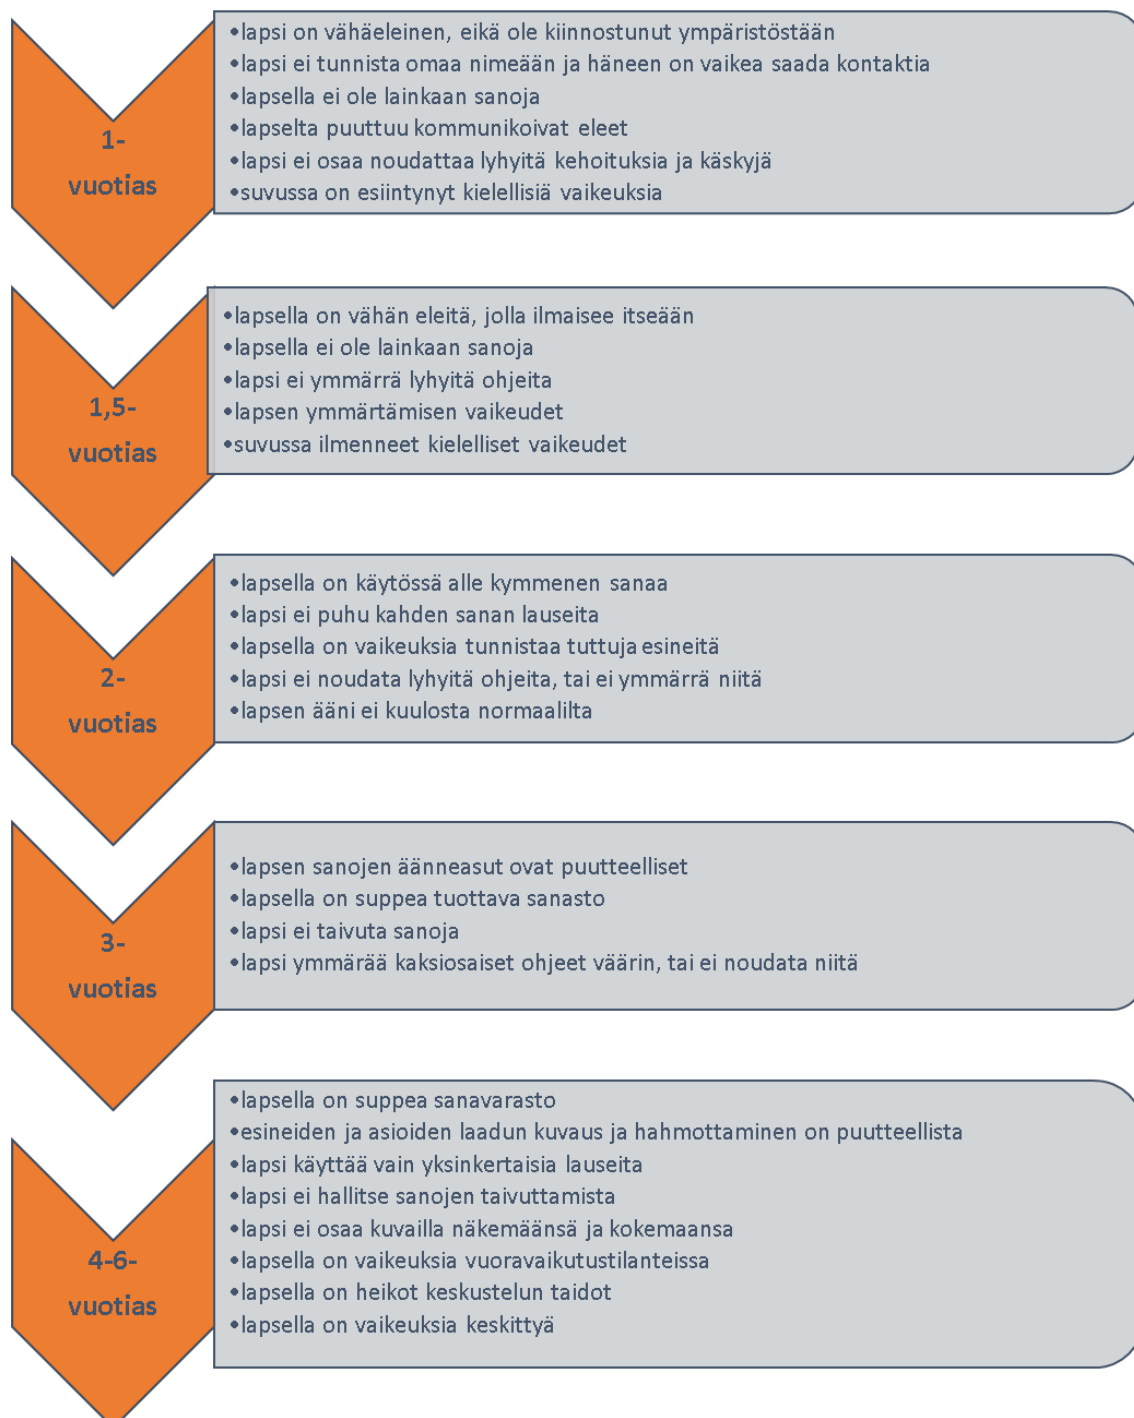 1-
vuotias
•lapsi on vähäeleinen, eikä ole kiinnostunut ympäristöstään
•lapsi ei tunnista omaa nimeään ja häneen on vaikea saada kontaktia
•lapsella ei ole lainkaan sanoja
•lapselta puuttuu kommunikoivat eleet
•lapsi ei osaa noudattaa lyhyitä kehoituksia ja käskyjä
•suvussa on esiintynyt kielellisiä vaikeuksia
1,5-
vuotias
•lapsella on vähän eleitä, jolla ilmaisee itseään
•lapsella ei ole lainkaan sanoja
•lapsi ei ymmärrä lyhyitä ohjeita
•lapsen ymmärtämisen vaikeudet
•suvussa ilmenneet kielelliset vaikeudet
2-
vuotias
•lapsella on käytössä alle kymmenen sanaa
•lapsi ei puhu kahden sanan lauseita
•lapsella on vaikeuksia tunnistaa tuttuja esineitä
•lapsi ei noudata lyhyitä ohjeita, tai ei ymmärrä niitä
•lapsen ääni ei kuulosta normaalilta
3-
vuotias
•lapsen sanojen äänneasut ovat puutteelliset
•lapsella on suppea tuottava sanasto
•lapsi ei taivuta sanoja
•lapsi ymmärää kaksiosaiset ohjeet väärin, tai ei noudata niitä
4-6-
vuotias
•lapsella on suppea sanavarasto
•esineiden ja asioiden laadun kuvaus ja hahmottaminen on puutteellista
•lapsi käyttää vain yksinkertaisia lauseita
•lapsi ei hallitse sanojen taivuttamista
•lapsi ei osaa kuvailla näkemäänsä ja kokemaansa
•lapsella on vaikeuksia vuoravaikutustilanteissa
•lapsella on heikot keskustelun taidot
•lapsella on vaikeuksia keskittyä